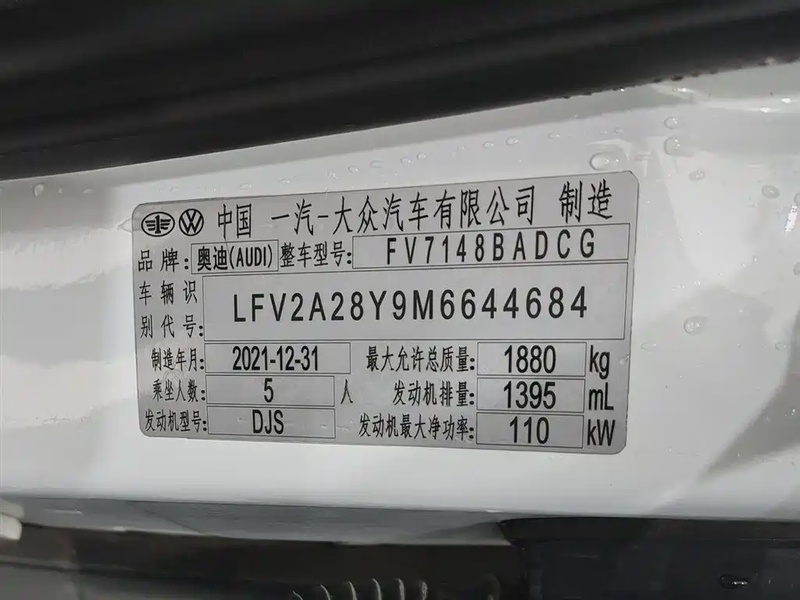 中国 一汽-大众汽车有限公司 制造
品牌: 奥迪(AUDI) 整车型号: FV7148BADCG
车辆识别代号: LFV2A28Y9M6644684
制造年月: 2021-12-31 最大允许总质量: 1880 kg
乘坐人数: 5 人 发动机排量: 1395 mL
发动机型号: DJS 发动机最大净功率: 110 kW